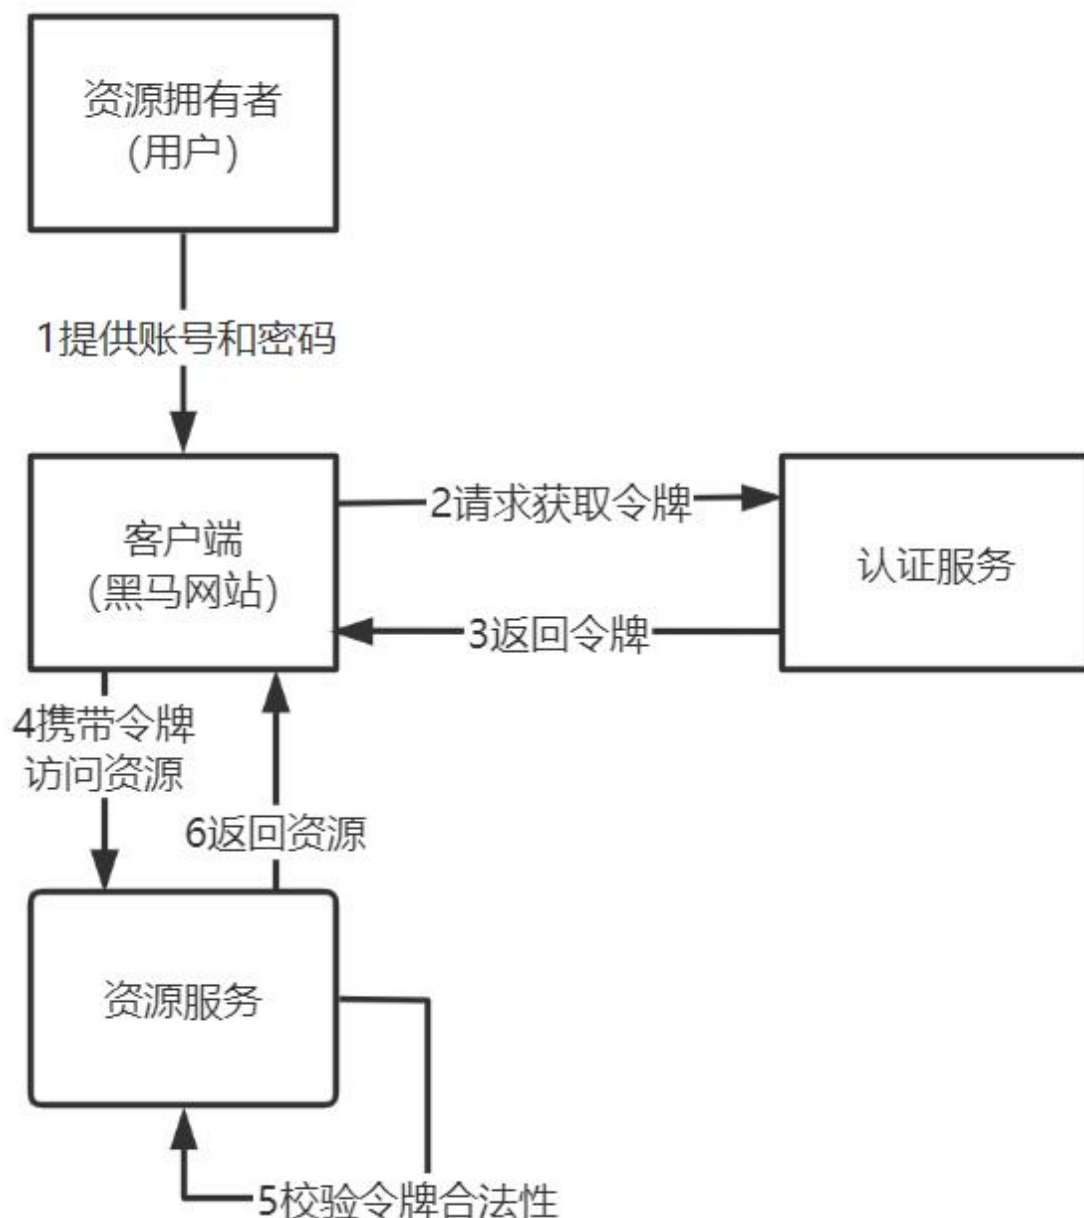 资源拥有者
（用户）
1提供账号和密码
客户端
（黑马网站）
2请求获取令牌
认证服务
3返回令牌
4携带令牌
访问资源
6返回资源
资源服务
5校验令牌合法性